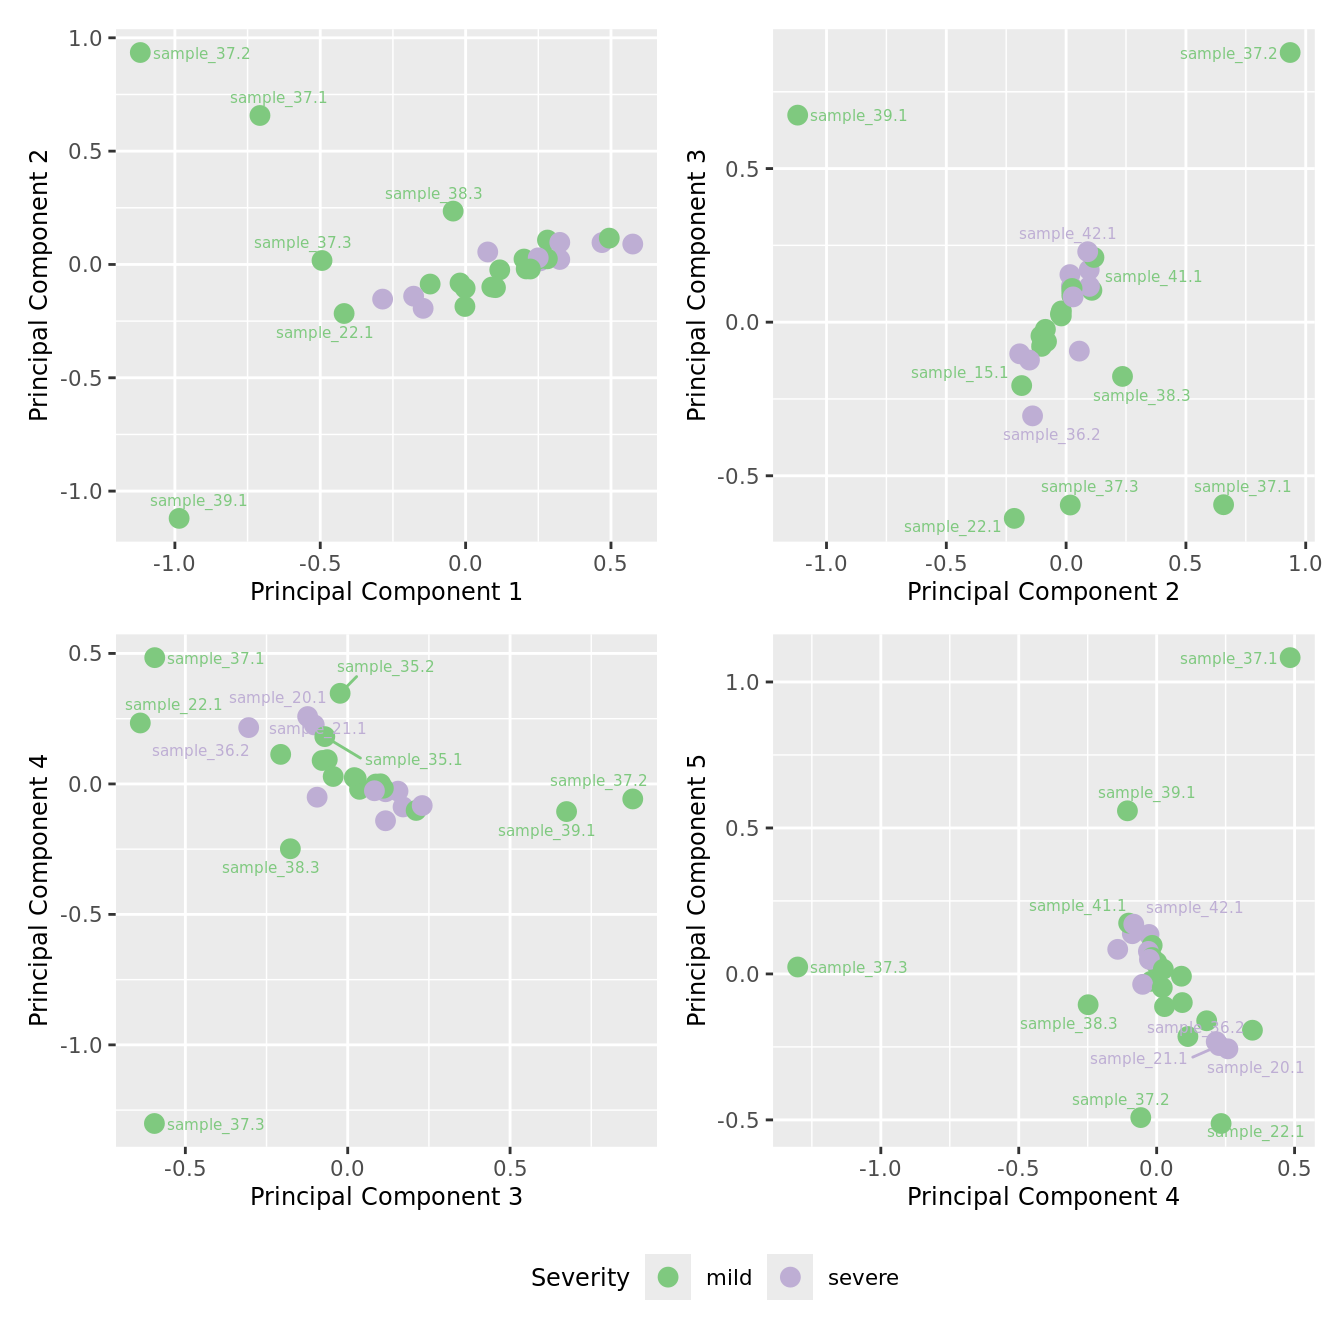 1.0
0.5
0.0
-0.5
-1.0
Principal Component 2
sample_37.2
sample_37.1
sample_38.3
sample_37.3
sample_22.1
sample_39.1
-1.0 -0.5 0.0 0.5
Principal Component 1
0.5
0.0
-0.5
Principal Component 3
sample_37.2
sample_39.1
sample_42.1
sample_41.1
sample_15.1
sample_38.3
sample_36.2
sample_37.3
sample_37.1
sample_22.1
-1.0 -0.5 0.0 0.5 1.0
Principal Component 2
0.5
0.0
-0.5
-1.0
Principal Component 4
sample_37.1
sample_35.2
sample_20.1
sample_22.1
sample_21.1
sample_36.2
sample_35.1
sample_37.2
sample_39.1
sample_38.3
sample_37.3
-0.5 0.0 0.5
Principal Component 3
1.0
0.5
0.0
-0.5
Principal Component 5
sample_37.1
sample_39.1
sample_41.1
sample_42.1
sample_37.3
sample_38.3
sample_36.2
sample_21.1
sample_20.1
sample_37.2
sample_22.1
-1.0 -0.5 0.0 0.5
Principal Component 4
Severity mild severe